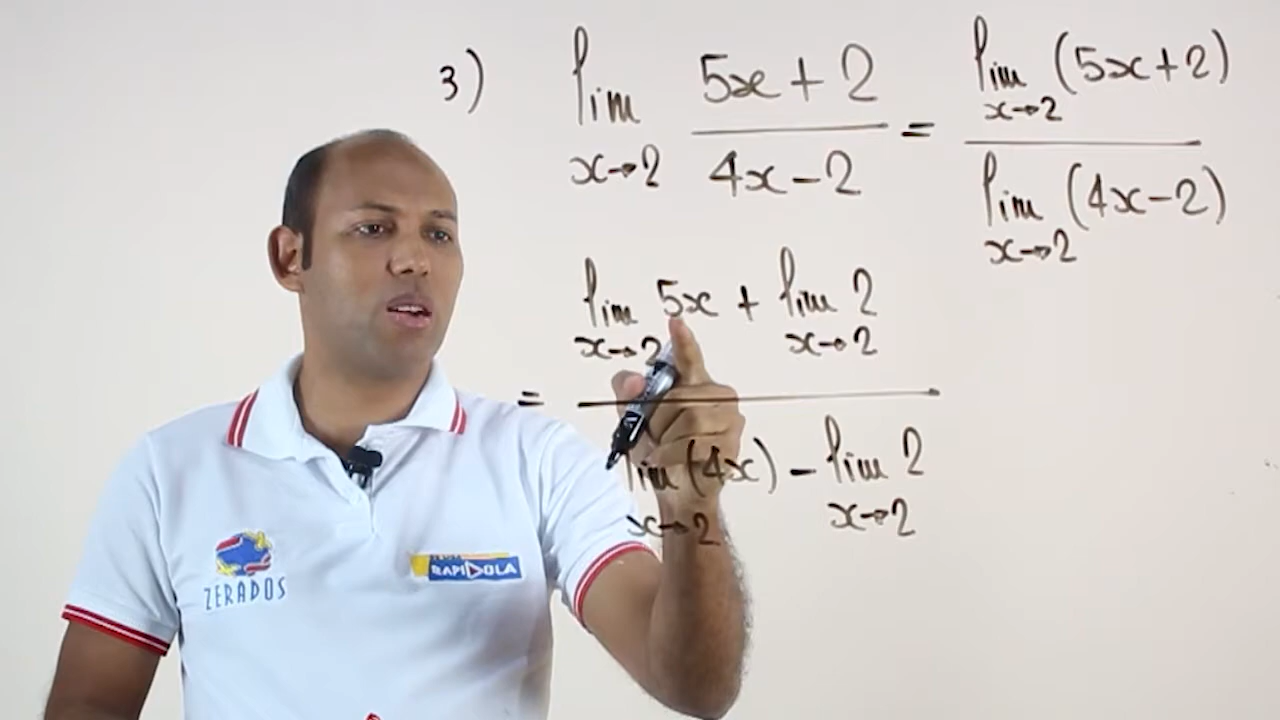 3) lim 5x + 2 = lim (5x+2)
x→2 4x - 2 x→2
lim (4x-2)
x→2
lim 5x + lim 2
x→2 x→2
=
lim (4x) - lim 2
x→2 x→2
ZERADOS
RAPIDOLA